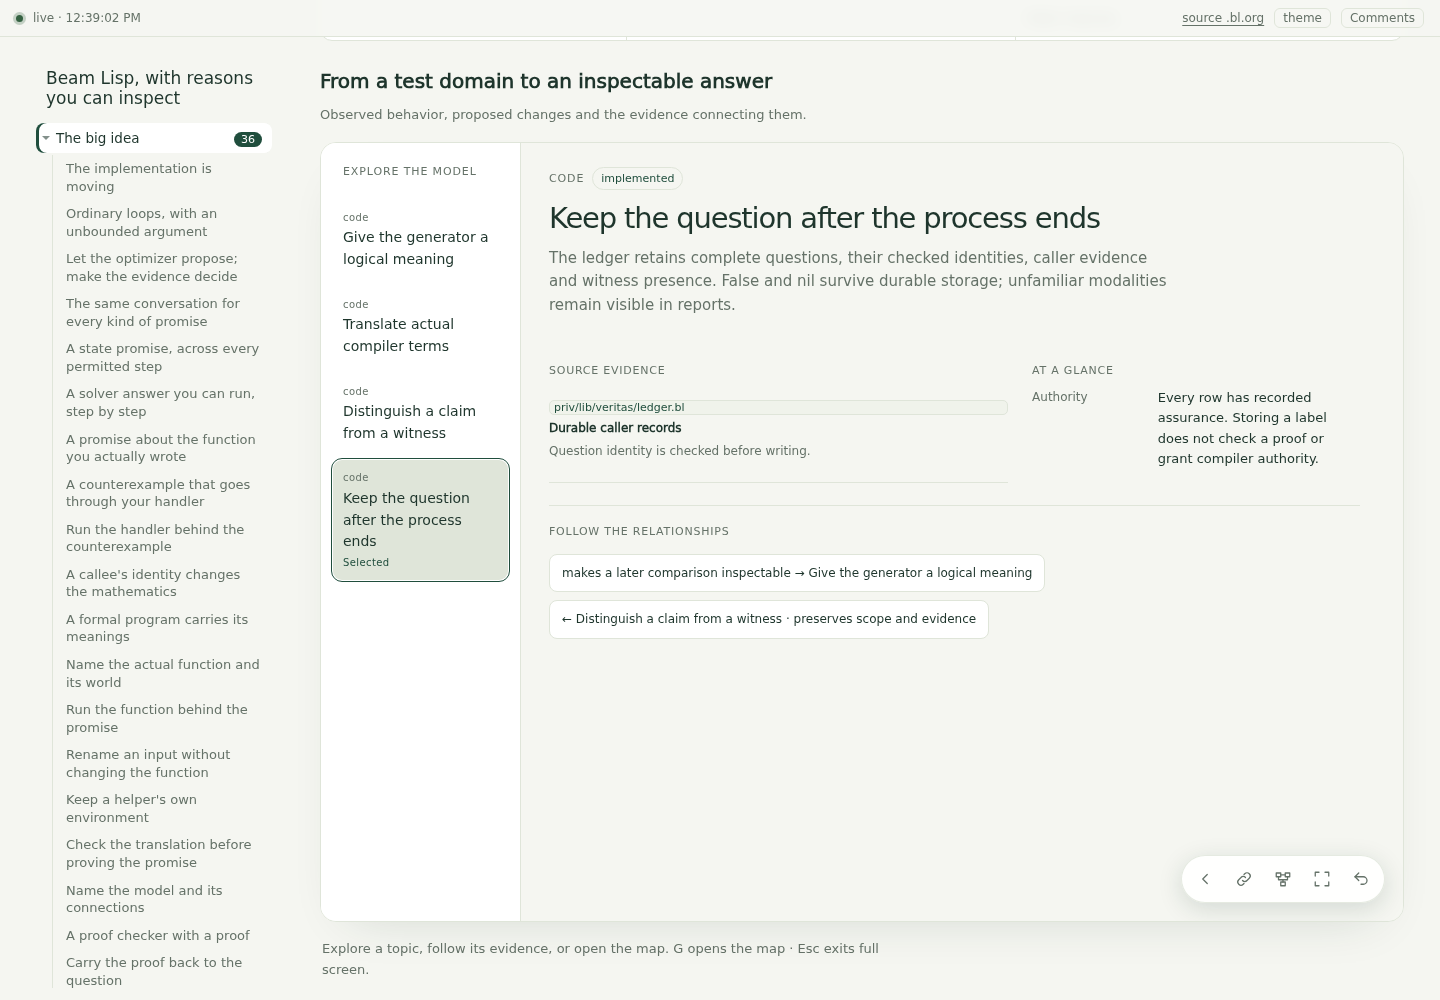 live · 12:39:02 PM
source .bl.org
theme
Comments
Beam Lisp, with reasons
you can inspect
The big idea
36
The implementation is
moving
Ordinary loops, with an
unbounded argument
Let the optimizer propose;
make the evidence decide
The same conversation for
every kind of promise
A state promise, across every
permitted step
A solver answer you can run,
step by step
A promise about the function
you actually wrote
A counterexample that goes
through your handler
Run the handler behind the
counterexample
A callee's identity changes
the mathematics
A formal program carries its
meanings
Name the actual function and
its world
Run the function behind the
promise
Rename an input without
changing the function
Keep a helper's own
environment
Check the translation before
proving the promise
Name the model and its
connections
A proof checker with a proof
Carry the proof back to the
question
From a test domain to an inspectable answer
Observed behavior, proposed changes and the evidence connecting them.
EXPLORE THE MODEL
code
Give the generator a
logical meaning
code
Translate actual
compiler terms
code
Distinguish a claim
from a witness
code
Keep the question
after the process
ends
Selected
CODE
implemented
Keep the question after the process ends
The ledger retains complete questions, their checked identities, caller evidence
and witness presence. False and nil survive durable storage; unfamiliar modalities
remain visible in reports.
SOURCE EVIDENCE
priv/lib/veritas/ledger.bl
Durable caller records
Question identity is checked before writing.
AT A GLANCE
Authority
Every row has recorded
assurance. Storing a label
does not check a proof or
grant compiler authority.
FOLLOW THE RELATIONSHIPS
makes a later comparison inspectable → Give the generator a logical meaning
← Distinguish a claim from a witness · preserves scope and evidence
Explore a topic, follow its evidence, or open the map. G opens the map · Esc exits full
screen.